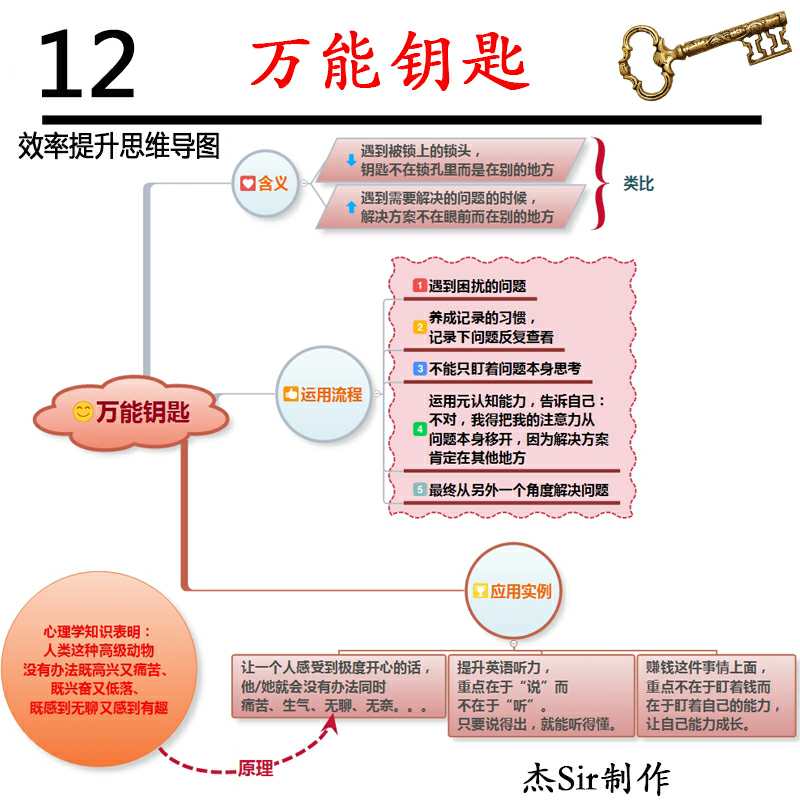 12
万能钥匙
效率提升思维导图
含义
遇到被锁上的锁头，
钥匙不在锁孔里而是在别的地方
遇到需要解决的问题的时候，
解决方案不在眼前而在别的地方
类比
万能钥匙
运用流程
1 遇到困扰的问题
2 养成记录的习惯，
记录下问题反复查看
3 不能只盯着问题本身思考
4 运用元认知能力，告诉自己：
不对，我得把我的注意力从
问题本身移开，因为解决方案
肯定在其他地方
5 最终从另外一个角度解决问题
应用实例
心理学知识表明：
人类这种高级动物
没有办法既高兴又痛苦、
既兴奋又低落、
既感到无聊又感到有趣
原理
让一个人感受到极度开心的话，
他/她就会没有办法同时
痛苦、生气、无聊、无奈。。。
提升英语听力，
重点在于“说”而
不在于“听”。
只要说得出，就能听得懂。
赚钱这件事情上面，
重点不在于盯着钱而
在于盯着自己的能力，
让自己能力成长。
杰Sir制作